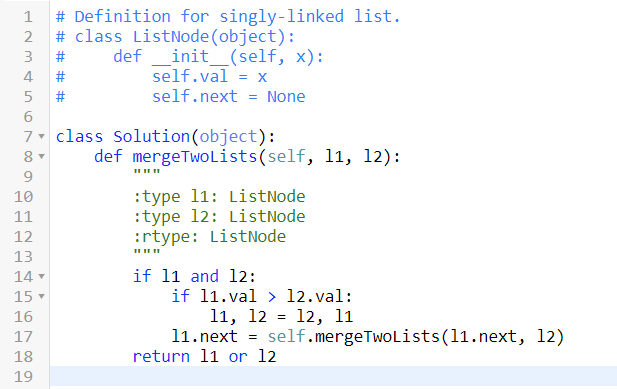 1 # Definition for singly-linked list.
2 # class ListNode(object):
3 #     def __init__(self, x):
4 #         self.val = x
5 #         self.next = None
6
7 class Solution(object):
8     def mergeTwoLists(self, l1, l2):
9         """
10         :type l1: ListNode
11         :type l2: ListNode
12         :rtype: ListNode
13         """
14         if l1 and l2:
15             if l1.val > l2.val:
16                 l1, l2 = l2, l1
17             l1.next = self.mergeTwoLists(l1.next, l2)
18         return l1 or l2
19